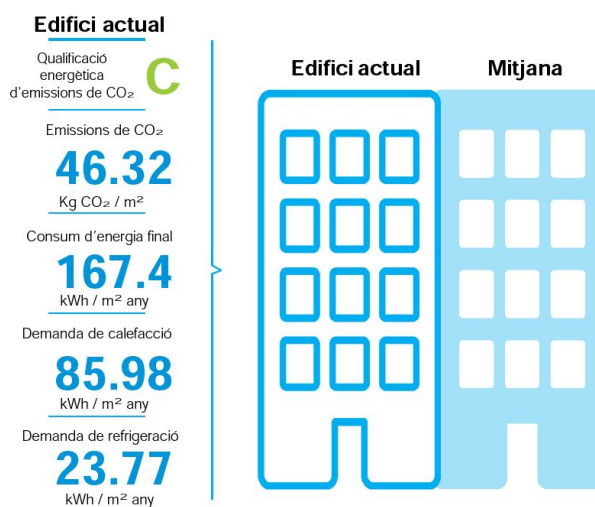 Edifici actual
Qualificació
energètica
d'emissions de CO₂
C
Emissions de CO₂
46.32
Kg CO₂ / m²
Consum d'energia final
167.4
kWh / m² any
Demanda de calefacció
85.98
kWh / m² any
Demanda de refrigeració
23.77
kWh / m² any
Edifici actual
Mitjana